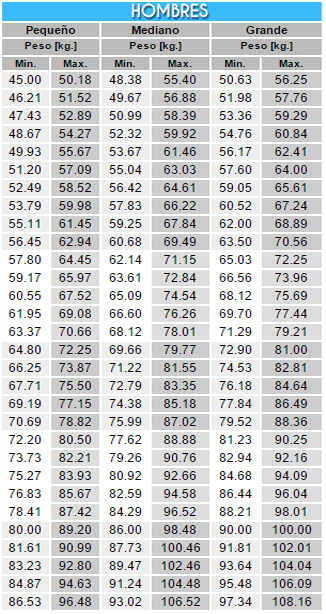 HOMBRES
Pequeño Mediano Grande
Peso [kg.] Peso [kg.] Peso [kg.]
Min. Max. Min. Max. Min. Max.
45.00 50.18 48.38 55.40 50.63 56.25
46.21 51.52 49.67 56.88 51.98 57.76
47.43 52.89 50.99 58.39 53.36 59.29
48.67 54.27 52.32 59.92 54.76 60.84
49.93 55.67 53.67 61.46 56.17 62.41
51.20 57.09 55.04 63.03 57.60 64.00
52.49 58.52 56.42 64.61 59.05 65.61
53.79 59.98 57.83 66.22 60.52 67.24
55.11 61.45 59.25 67.84 62.00 68.89
56.45 62.94 60.68 69.49 63.50 70.56
57.80 64.45 62.14 71.15 65.03 72.25
59.17 65.97 63.61 72.84 66.56 73.96
60.55 67.52 65.09 74.54 68.12 75.69
61.95 69.08 66.60 76.26 69.70 77.44
63.37 70.66 68.12 78.01 71.29 79.21
64.80 72.25 69.66 79.77 72.90 81.00
66.25 73.87 71.22 81.55 74.53 82.81
67.71 75.50 72.79 83.35 76.18 84.64
69.19 77.15 74.38 85.18 77.84 86.49
70.69 78.82 75.99 87.02 79.52 88.36
72.20 80.50 77.62 88.88 81.23 90.25
73.73 82.21 79.26 90.76 82.94 92.16
75.27 83.93 80.92 92.66 84.68 94.09
76.83 85.67 82.59 94.58 86.44 96.04
78.41 87.42 84.29 96.52 88.21 98.01
80.00 89.20 86.00 98.48 90.00 100.00
81.61 90.99 87.73 100.46 91.81 102.01
83.23 92.80 89.47 102.46 93.64 104.04
84.87 94.63 91.24 104.48 95.48 106.09
86.53 96.48 93.02 106.52 97.34 108.16